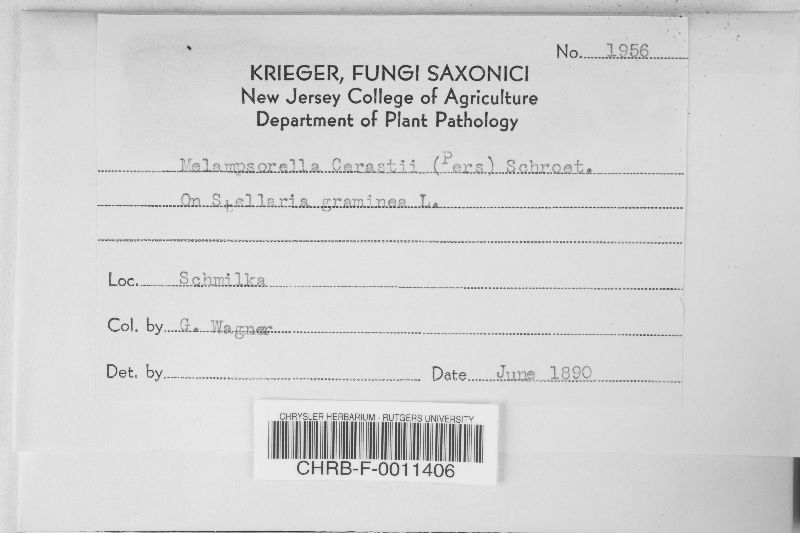 No. 1956
KRIEGER, FUNGI SAXONICI
New Jersey College of Agriculture
Department of Plant Pathology
Melampsorella Cerastii (Pers) Schroet.
On Stellaria graminea L.
Loc. Schmilka
Col. by G. Wagner
Det. by
Date June 1890
CHRYSLER HERBARIUM - RUTGERS UNIVERSITY
CHRB-F-0011406